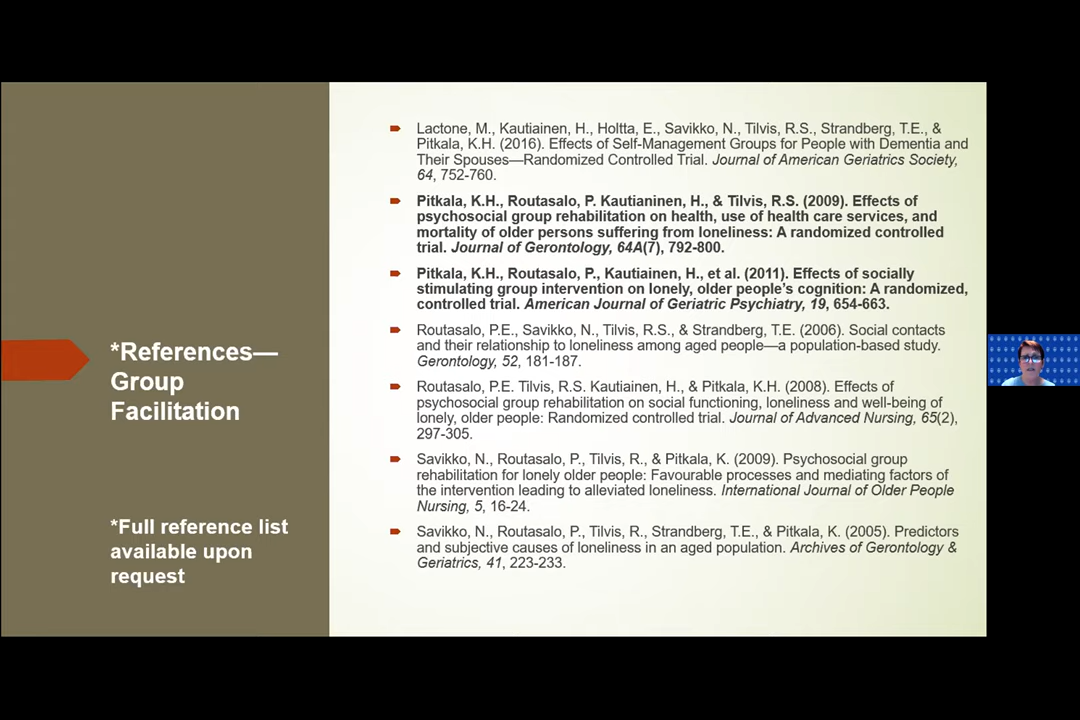 *References—
Group
Facilitation
*Full reference list
available upon
request
Lactone, M., Kautiainen, H., Holtta, E., Savikko, N., Tilvis, R.S., Strandberg, T.E., &
Pitkala, K.H. (2016). Effects of Self-Management Groups for People with Dementia and
Their Spouses—Randomized Controlled Trial. Journal of American Geriatrics Society,
64, 752-760.
Pitkala, K.H., Routasalo, P. Kautianinen, H., & Tilvis, R.S. (2009). Effects of
psychosocial group rehabilitation on health, use of health care services, and
mortality of older persons suffering from loneliness: A randomized controlled
trial. Journal of Gerontology, 64A(7), 792-800.
Pitkala, K.H., Routasalo, P., Kautiainen, H., et al. (2011). Effects of socially
stimulating group intervention on lonely, older people’s cognition: A randomized,
controlled trial. American Journal of Geriatric Psychiatry, 19, 654-663.
Routasalo, P.E., Savikko, N., Tilvis, R.S., & Strandberg, T.E. (2006). Social contacts
and their relationship to loneliness among aged people—a population-based study.
Gerontology, 52, 181-187.
Routasalo, P.E. Tilvis, R.S. Kautiainen, H., & Pitkala, K.H. (2008). Effects of
psychosocial group rehabilitation on social functioning, loneliness and well-being of
lonely, older people: Randomized controlled trial. Journal of Advanced Nursing, 65(2),
297-305.
Savikko, N., Routasalo, P., Tilvis, R., & Pitkala, K. (2009). Psychosocial group
rehabilitation for lonely older people: Favourable processes and mediating factors of
the intervention leading to alleviated loneliness. International Journal of Older People
Nursing, 5, 16-24.
Savikko, N., Routasalo, P., Tilvis, R., Strandberg, T.E., & Pitkala, K. (2005). Predictors
and subjective causes of loneliness in an aged population. Archives of Gerontology &
Geriatrics, 41, 223-233.